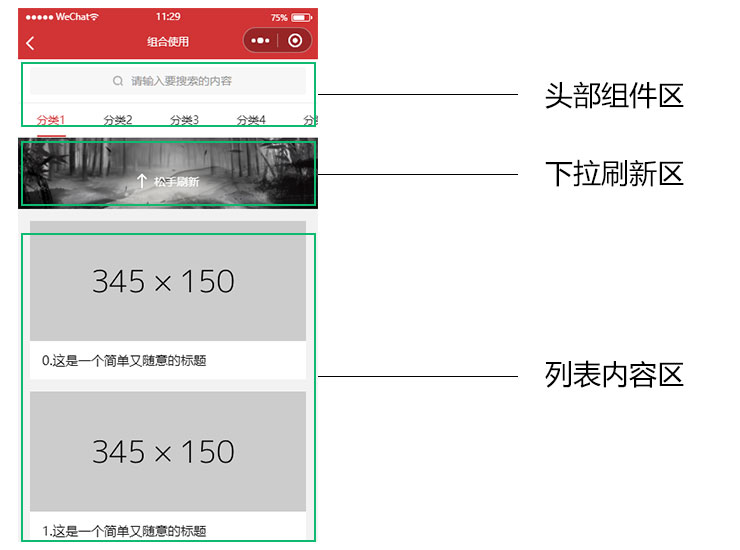 WeChat 11:29 75%
组合使用
请输入要搜索的内容
分类1 分类2 分类3 分类4 分类
松手刷新
345 × 150
0.这是一个简单又随意的标题
345 × 150
1.这是一个简单又随意的标题
头部组件区
下拉刷新区
列表内容区